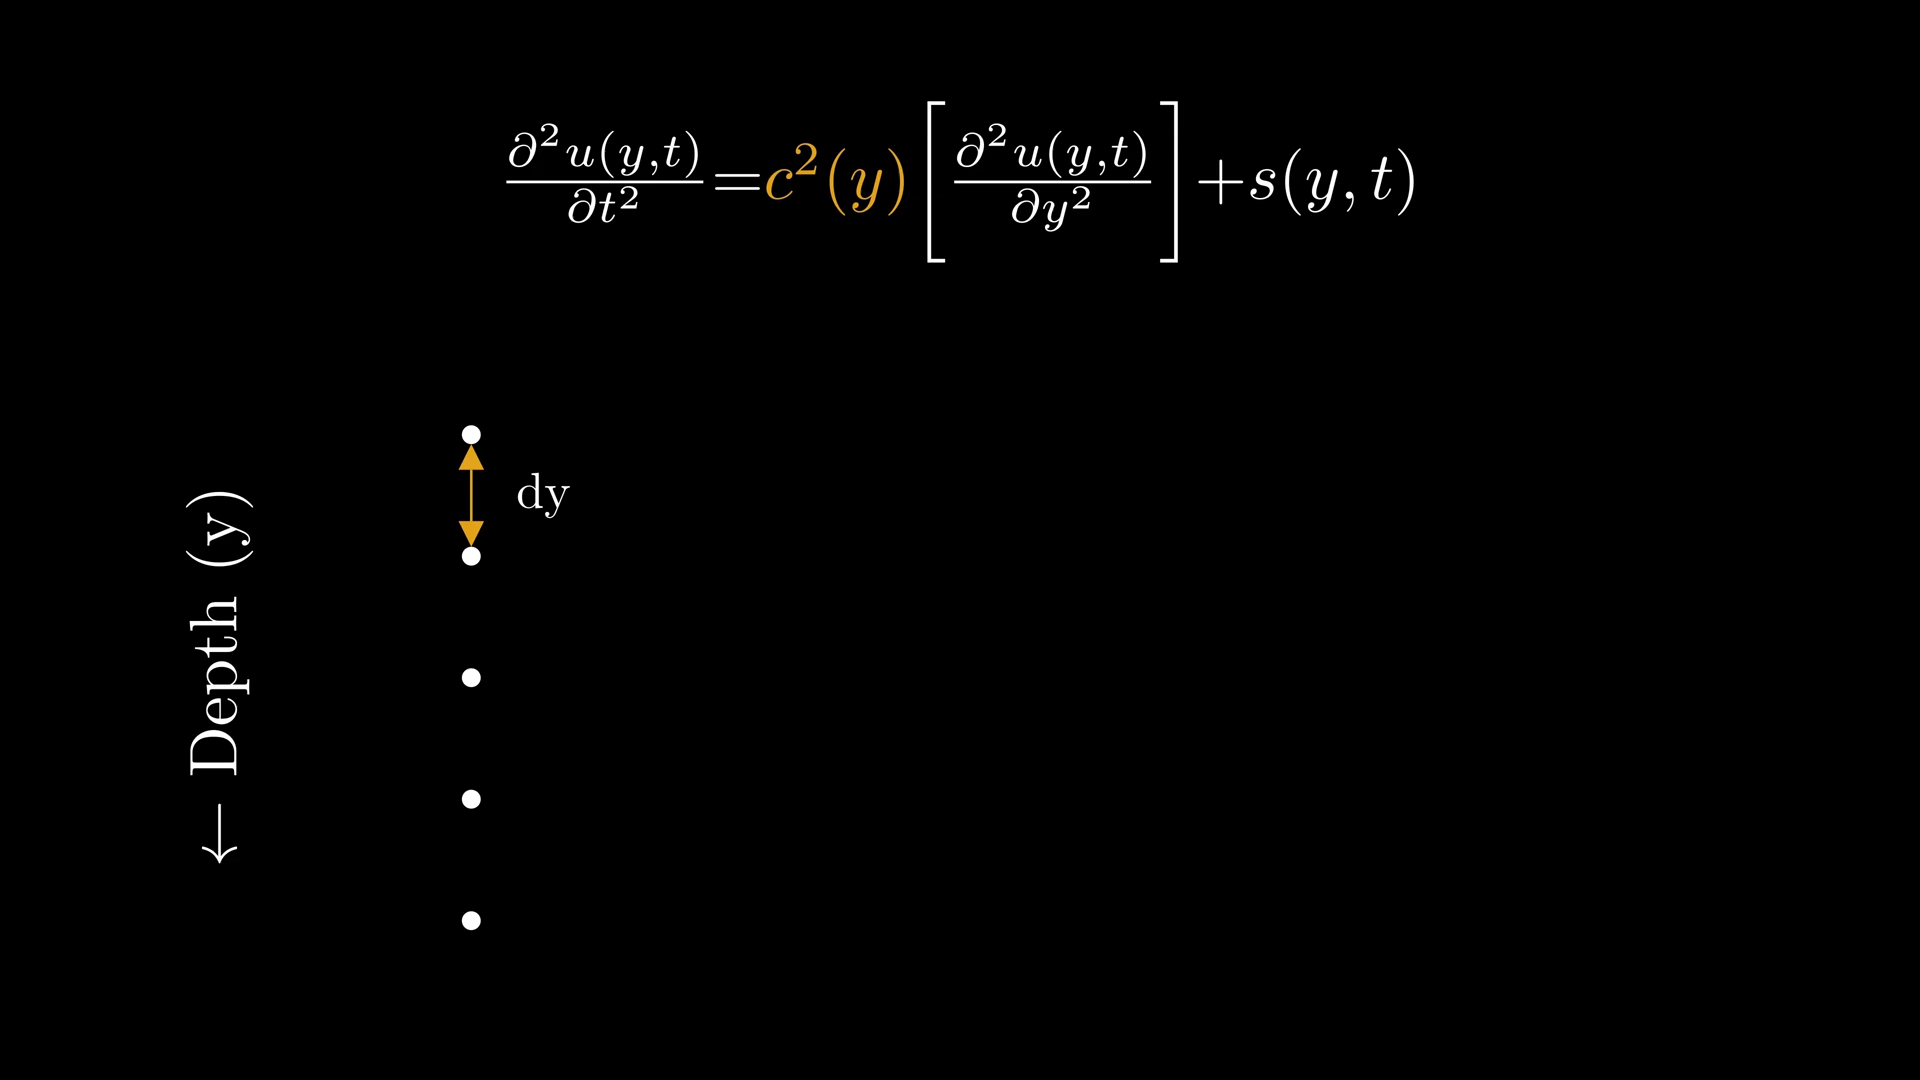 ∂²u(y,t)/∂t² = c²(y) [∂²u(y,t)/∂y²] + s(y,t)
dy
← Depth (y)